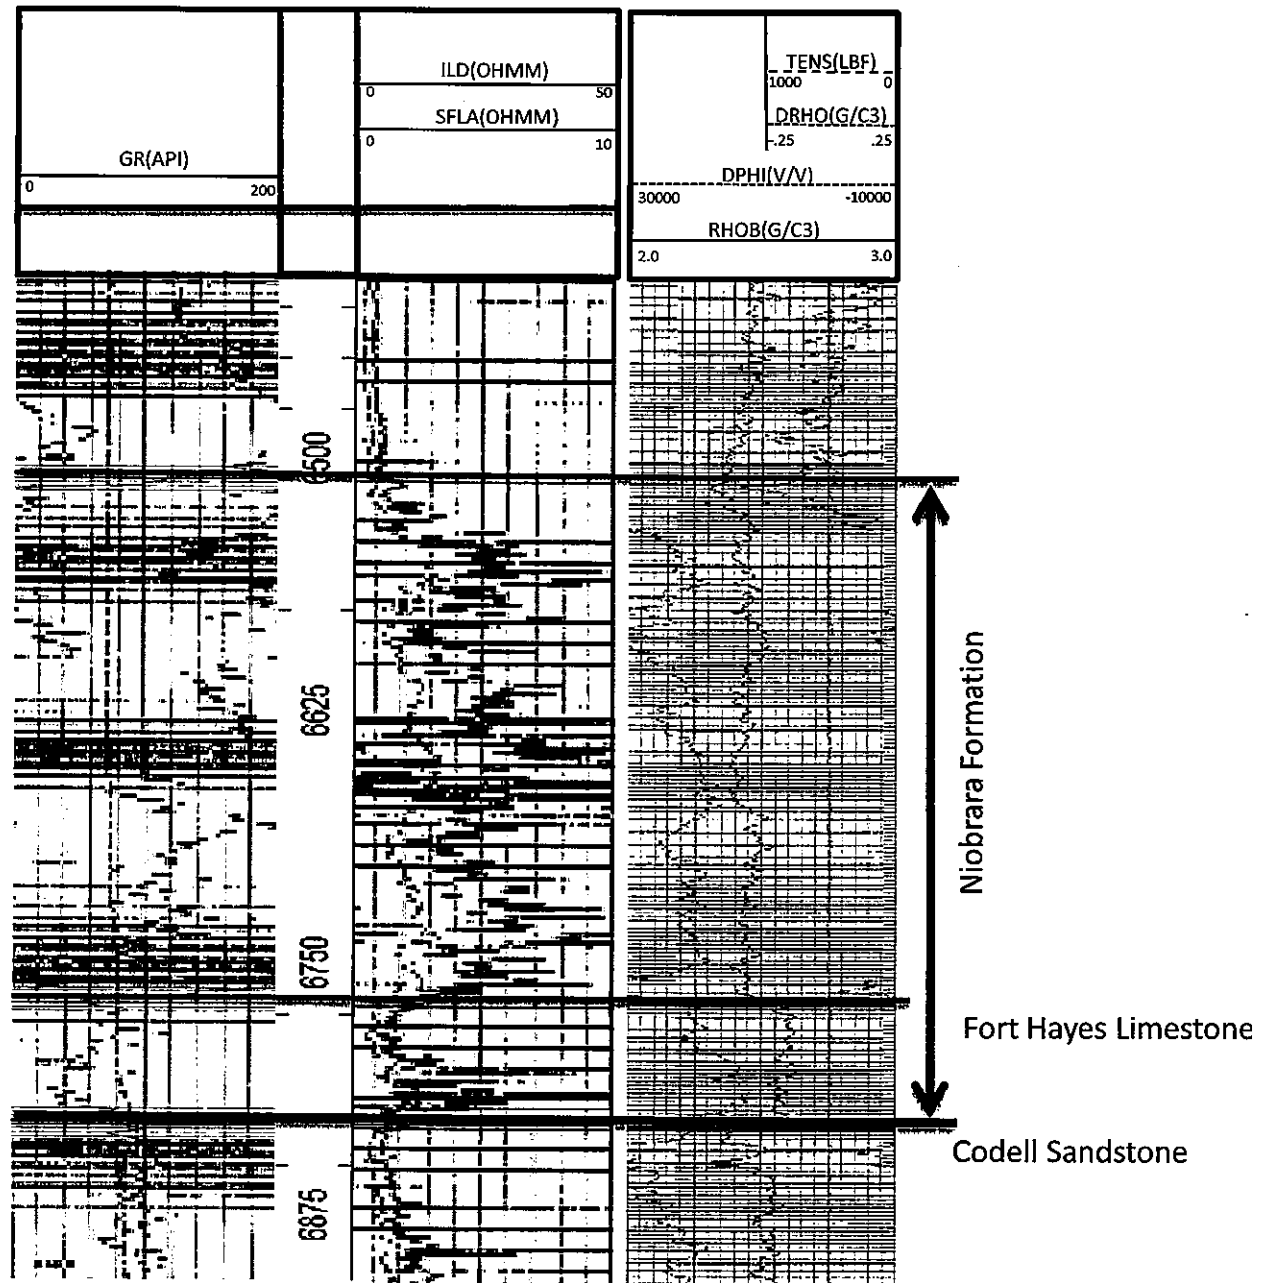 GR(API)
0 200
ILD(OHMM)
0 50
SFLA(OHMM)
0 10
TENS(LBF)
1000 0
DRHO(G/C3)
-.25 .25
DPHI(V/V)
30000 -10000
RHOB(G/C3)
2.0 3.0
6500
6625
6750
6875
Niobrara Formation
Fort Hayes Limestone
Codell Sandstone